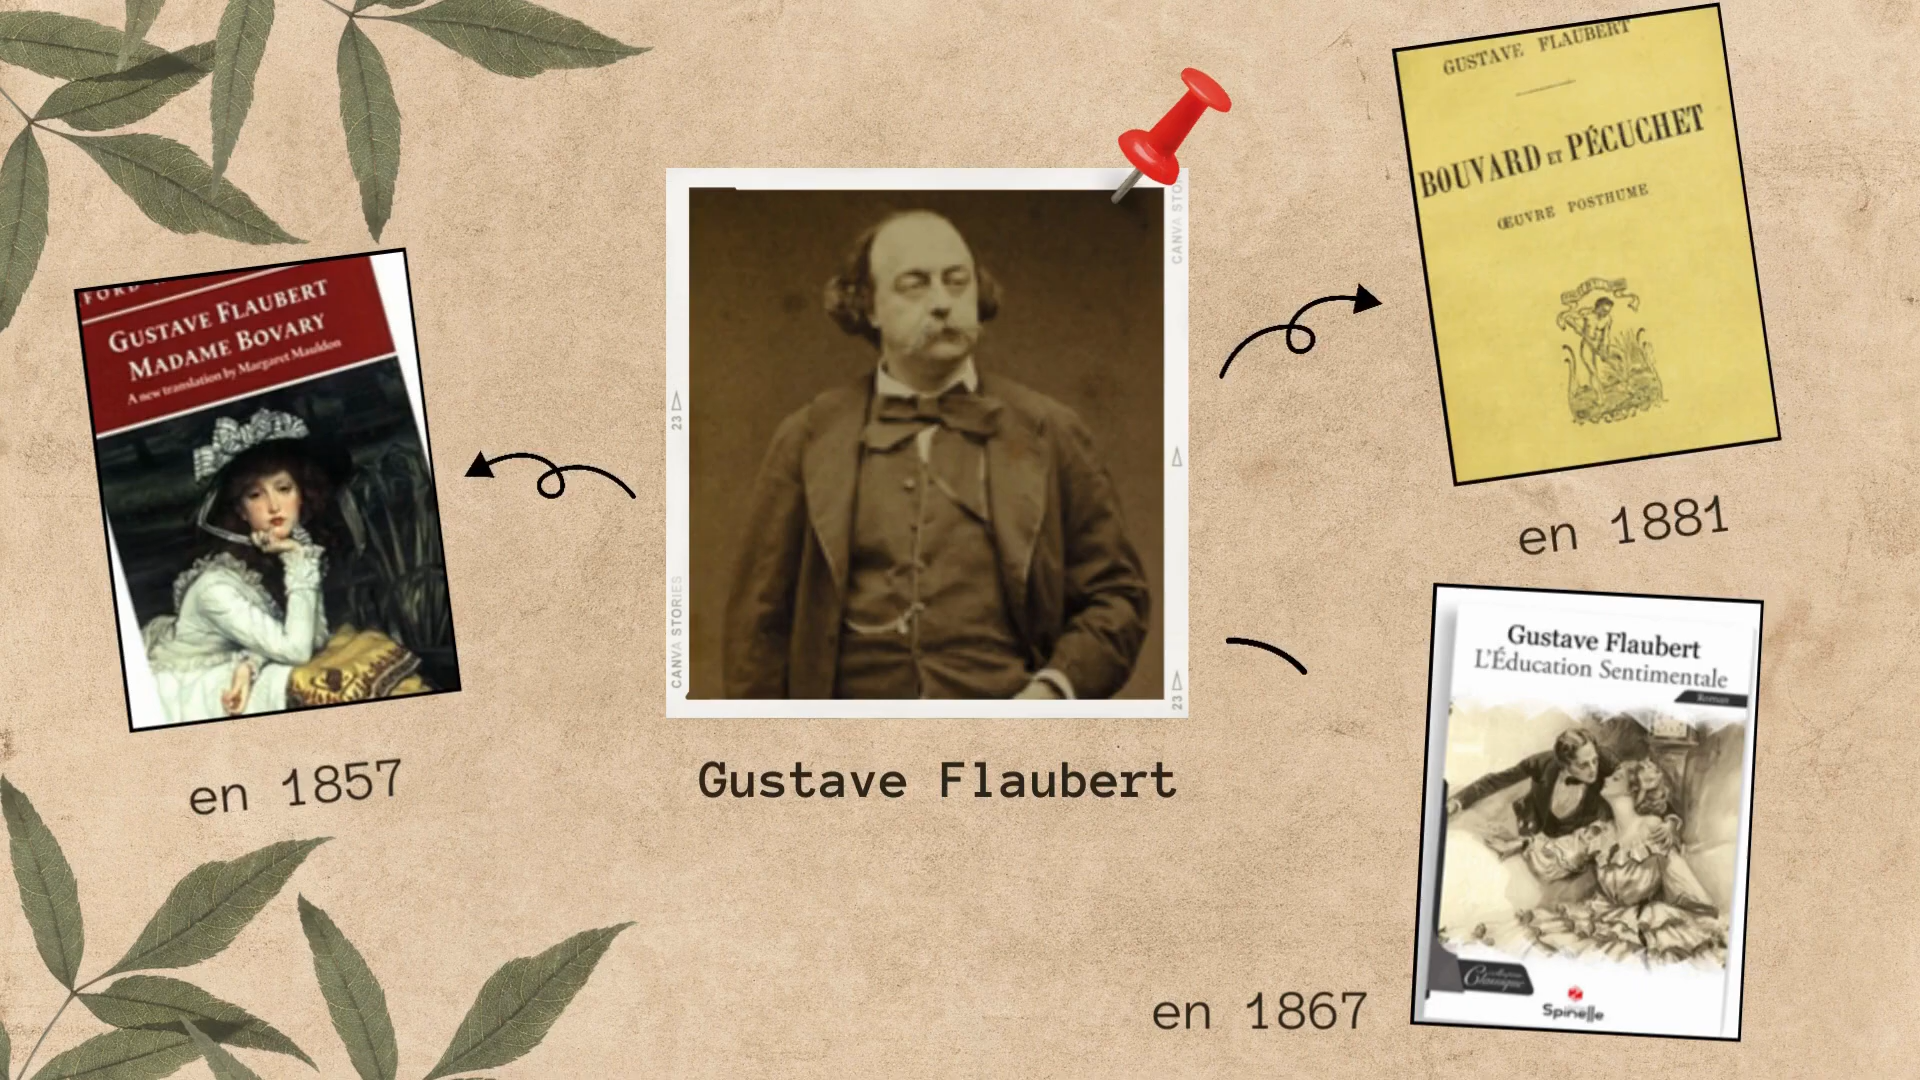 FORD
GUSTAVE FLAUBERT
MADAME BOVARY
A new translation by Margaret Mauldon
en 1857
23
CANVA STORIES
CANVA STO
23
Gustave Flaubert
GUSTAVE FLAUBERT
BOUVARD ET PÉCUCHET
ŒUVRE POSTHUME
en 1881
Gustave Flaubert
L'Éducation Sentimentale
Roman
Classique
Spinelle
en 1867